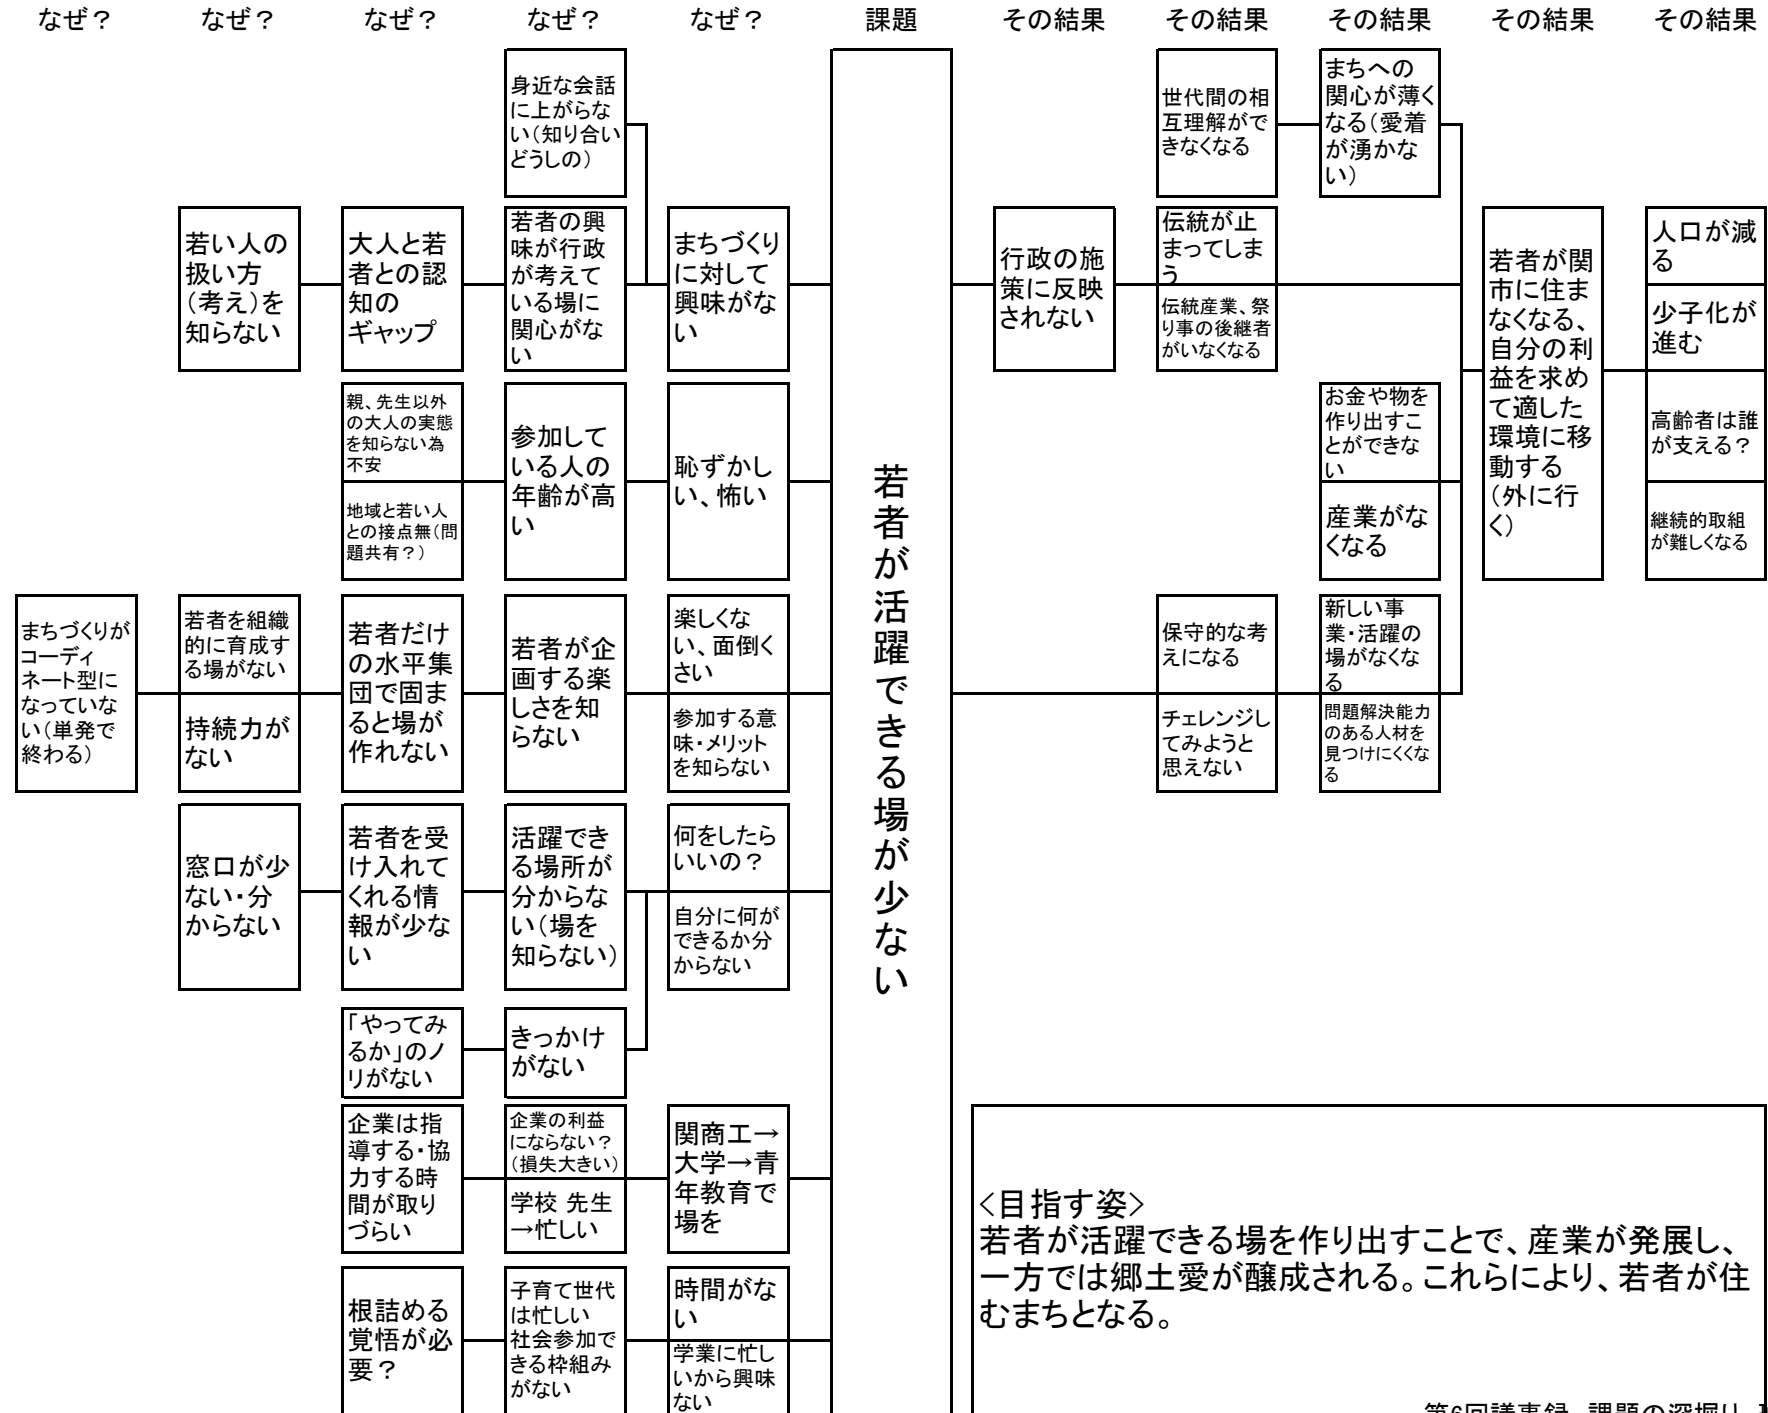 なぜ？ なぜ？ なぜ？ なぜ？ なぜ？ 課題 その結果 その結果 その結果 その結果 その結果
身近な会話
に上がらな
い（知り合い
どうしの）
若い人の
扱い方
（考え）を
知らない
大人と若
者との認
知の
ギャップ
若者の興
味が行政
が考えて
いる場に
関心がな
い
まちづくり
に対して
興味がな
い
親、先生以外
の大人の実態
を知らない為
不安
地域と若い人
との接点無（問
題共有？）
参加して
いる人の
年齢が高
い
恥ずかし
い、怖い
まちづくりが
コーディ
ネート型に
なっていな
い（単発で
終わる）
若者を組織
的に育成す
る場がない
持続力が
ない
若者だけ
の水平集
団で固ま
ると場が
作れない
若者が企
画する楽
しさを知
らない
楽しくな
い、面倒く
さい
参加する意
味・メリット
を知らない
窓口が少
ない・分
からない
若者を受
け入れて
くれる情
報が少な
い
活躍でき
る場所が
分からな
い（場を
知らない）
何をしたら
いいの？
自分に何が
できるか分
からない
「やってみ
るか」のノ
リがない
きっかけ
がない
企業は指
導する・協
力する時
間が取り
づらい
企業の利益
にならない？
（損失大きい）
学校 先生
→忙しい
関商工→
大学→青
年教育で
場を
根詰める
覚悟が必
要？
子育て世代
は忙しい
社会参加で
きる枠組み
がない
時間がな
い
学業に忙し
いから興味
ない
若者が活躍できる場が少ない
行政の施
策に反映
されない
世代間の相
互理解がで
きなくなる
まちへの
関心が薄く
なる（愛着
が湧かな
い）
伝統が止
まってしま
う
伝統産業、祭
り事の後継者
がいなくなる
お金や物を
作り出すこ
とができな
い
産業がな
くなる
保守的な考
えになる
チェレンジし
てみようと
思えない
新しい事
業・活躍の
場がなくな
る
問題解決能力
のある人材を
見つけにくくな
る
若者が関
市に住ま
なくなる、
自分の利
益を求め
て適した
環境に移
動する
（外に行
く）
人口が減
る
少子化が
進む
高齢者は誰
が支える？
継続的取組
が難しくなる
＜目指す姿＞
若者が活躍できる場を作り出すことで、産業が発展し、
一方では郷土愛が醸成される。これらにより、若者が住
むまちとなる。
第6回議事録 課題の深掘り